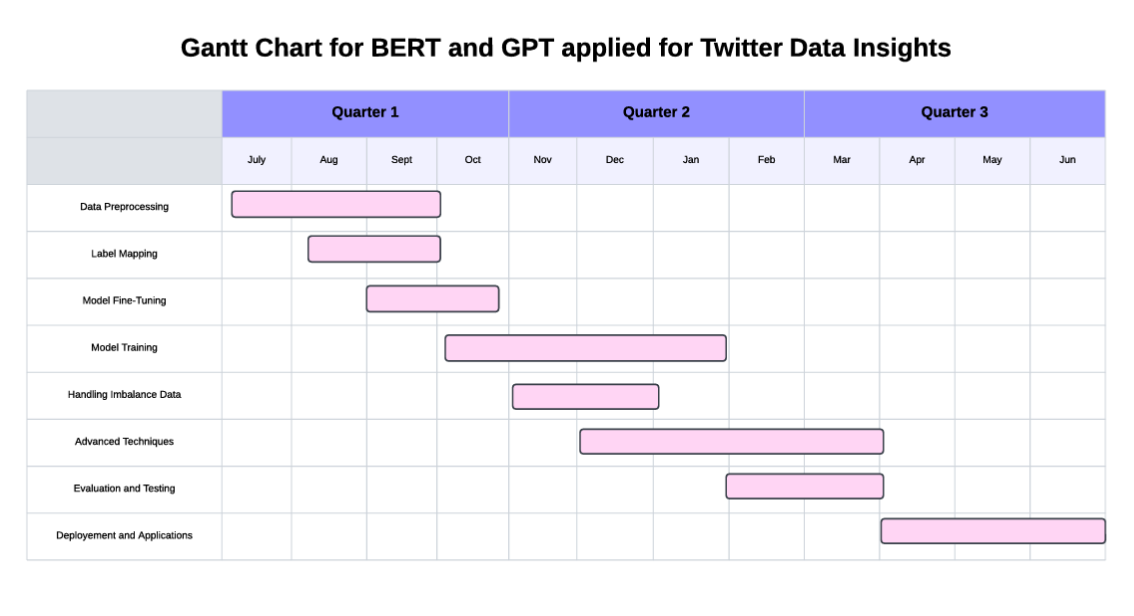 Gantt Chart for BERT and GPT applied for Twitter Data Insights
Quarter 1 Quarter 2 Quarter 3
July Aug Sept Oct Nov Dec Jan Feb Mar Apr May Jun
Data Preprocessing
Label Mapping
Model Fine-Tuning
Model Training
Handling Imbalance Data
Advanced Techniques
Evaluation and Testing
Deployement and Applications